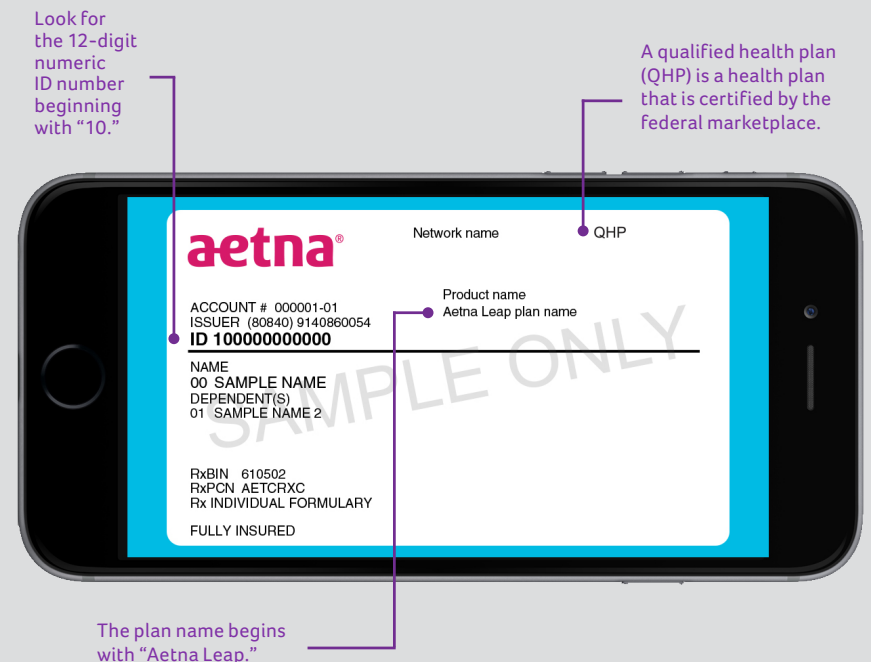 Look for
the 12-digit
numeric
ID number
beginning
with “10.”
A qualified health plan
(QHP) is a health plan
that is certified by the
federal marketplace.
aetna®
Network name
QHP
Product name
Aetna Leap plan name
ACCOUNT # 000001-01
ISSUER (80840) 9140860054
ID 100000000000
NAME
00 SAMPLE NAME
DEPENDENT(S)
01 SAMPLE NAME 2
SAMPLE ONLY
RxBIN 610502
RxPCN AETCRXC
Rx INDIVIDUAL FORMULARY
FULLY INSURED
The plan name begins
with “Aetna Leap.”